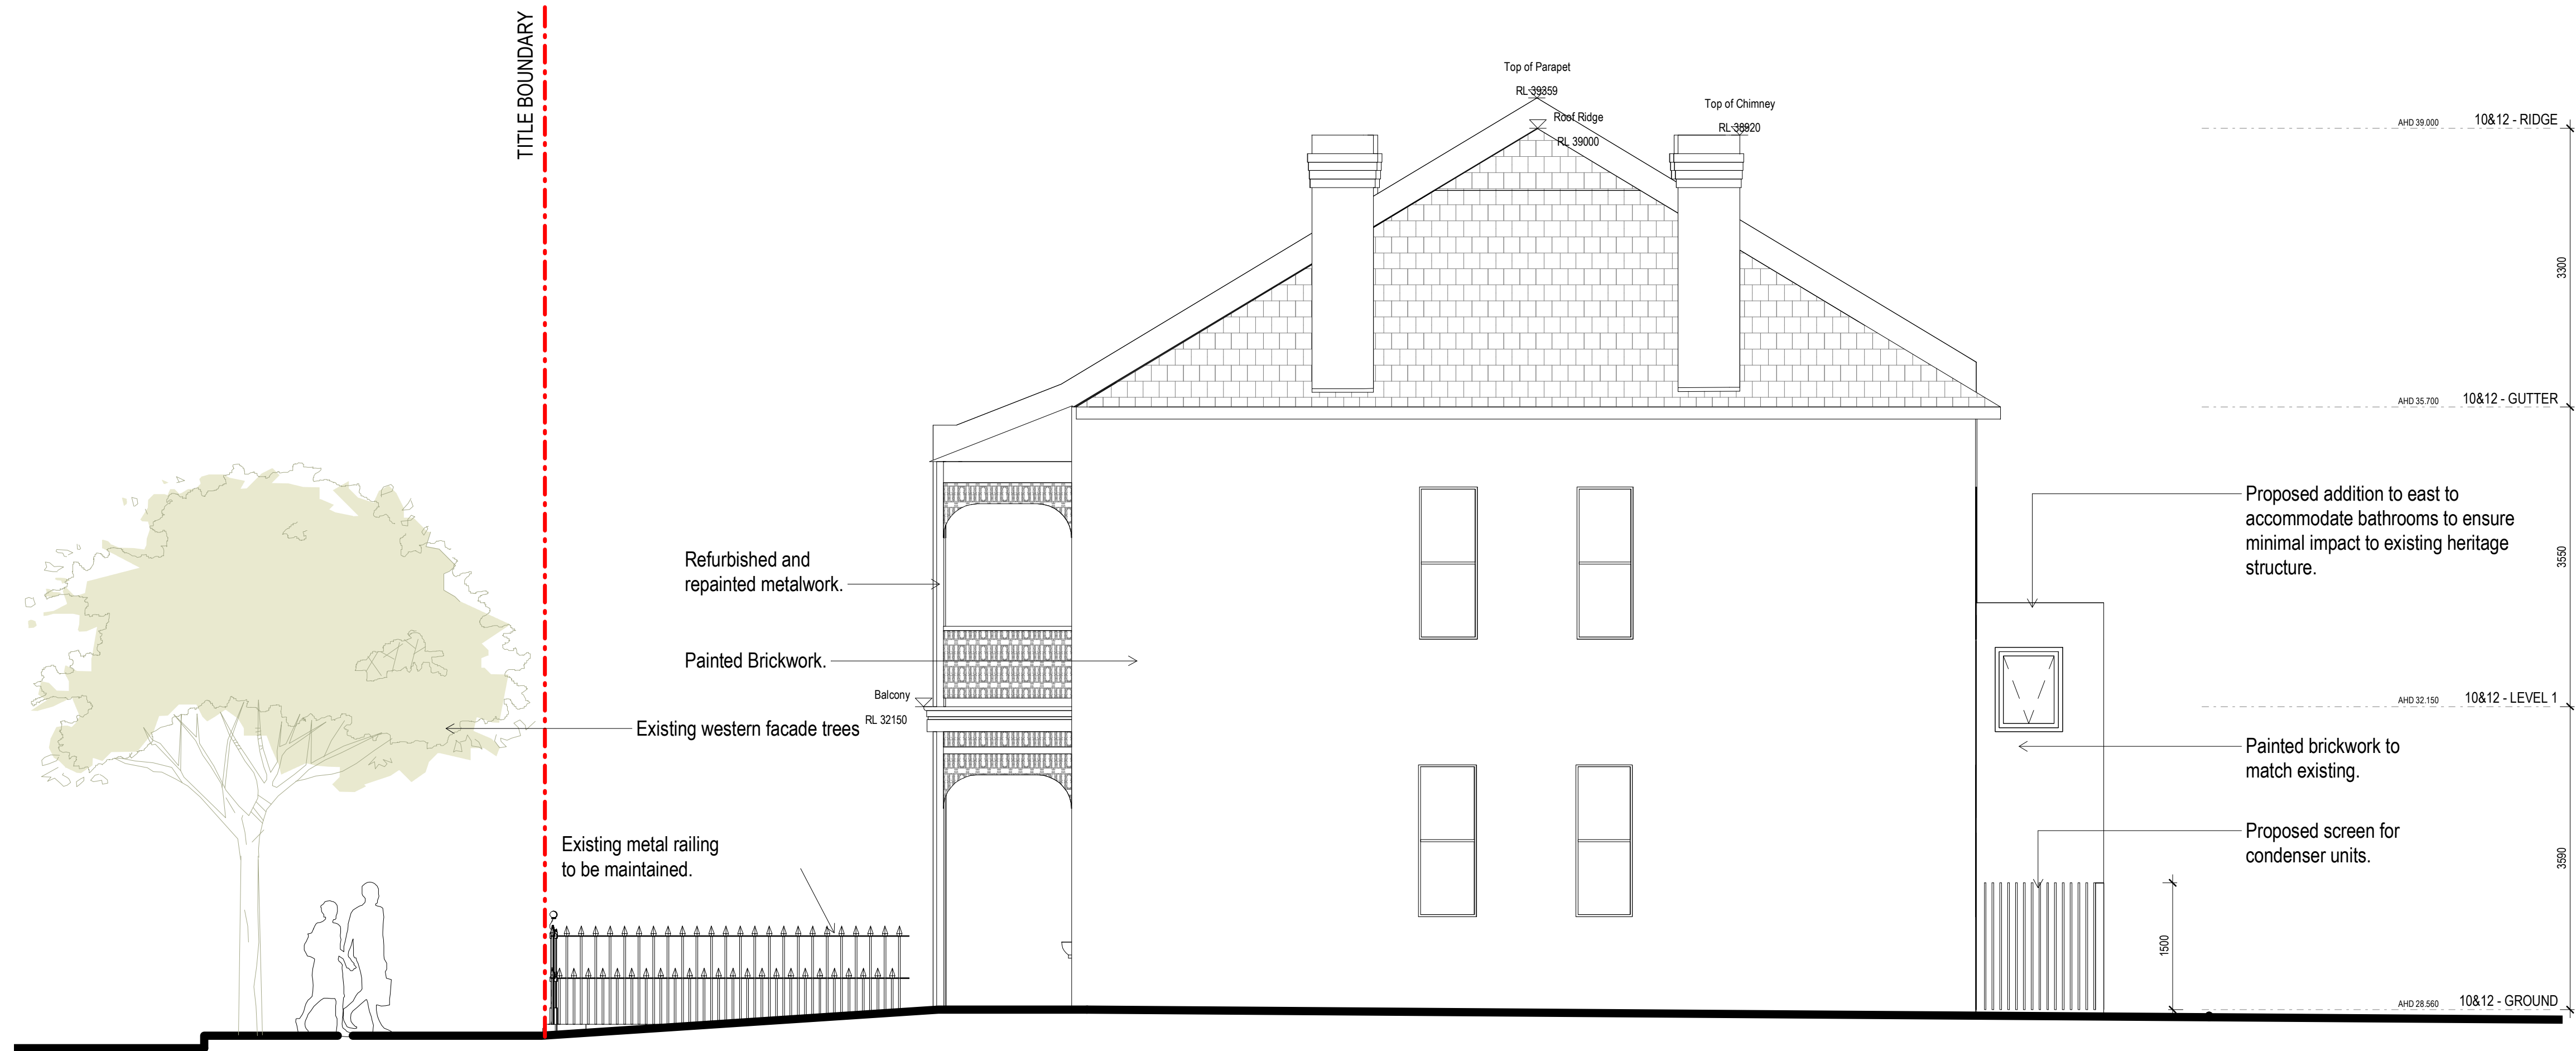 TITLE BOUNDARY
Top of Parapet
RL 39359
Roof Ridge
RL 39000
Top of Chimney
RL 38920
AHD 39.000 10&12 - RIDGE
3300
AHD 35.700 10&12 - GUTTER
Proposed addition to east to
accommodate bathrooms to ensure
minimal impact to existing heritage
structure.
3550
Refurbished and
repainted metalwork.
Painted Brickwork.
Balcony
RL 32150
Existing western facade trees
AHD 32.150 10&12 - LEVEL 1
Painted brickwork to
match existing.
Existing metal railing
to be maintained.
Proposed screen for
condenser units.
3590
1500
AHD 28.560 10&12 - GROUND